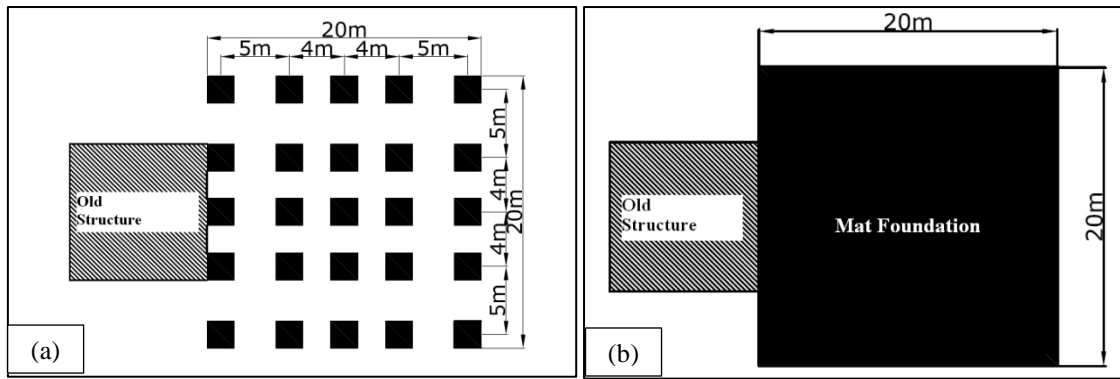 20m
5m 4m 4m 5m
5m
4m
20m
4m
5m
Old
Structure
(a)
20m
20m
Old
Structure
Mat Foundation
(b)